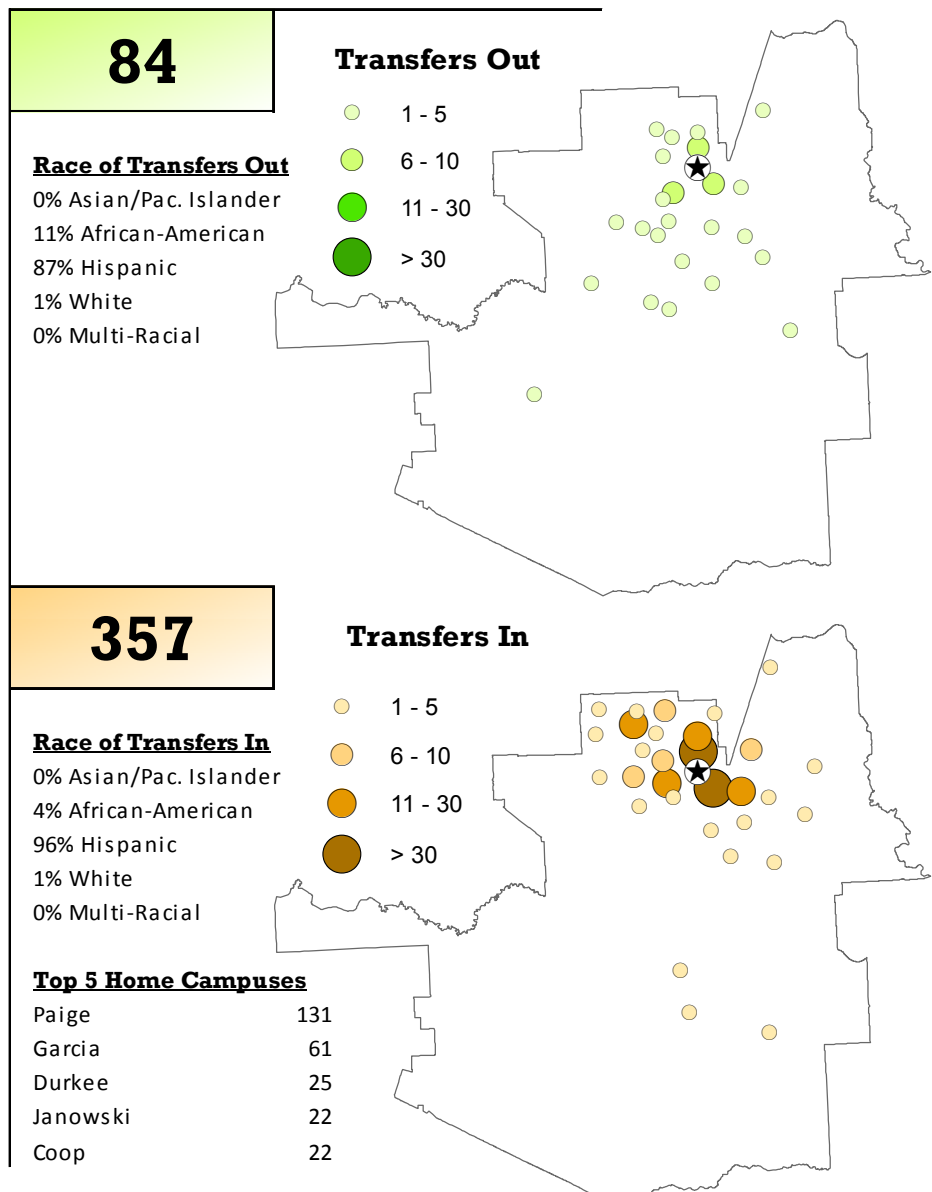 84
Transfers Out
1 - 5
6 - 10
11 - 30
> 30
Race of Transfers Out
0% Asian/Pac. Islander
11% African-American
87% Hispanic
1% White
0% Multi-Racial
357
Transfers In
1 - 5
6 - 10
11 - 30
> 30
Race of Transfers In
0% Asian/Pac. Islander
4% African-American
96% Hispanic
1% White
0% Multi-Racial
Top 5 Home Campuses
Paige 131
Garcia 61
Durkee 25
Janowski 22
Coop 22